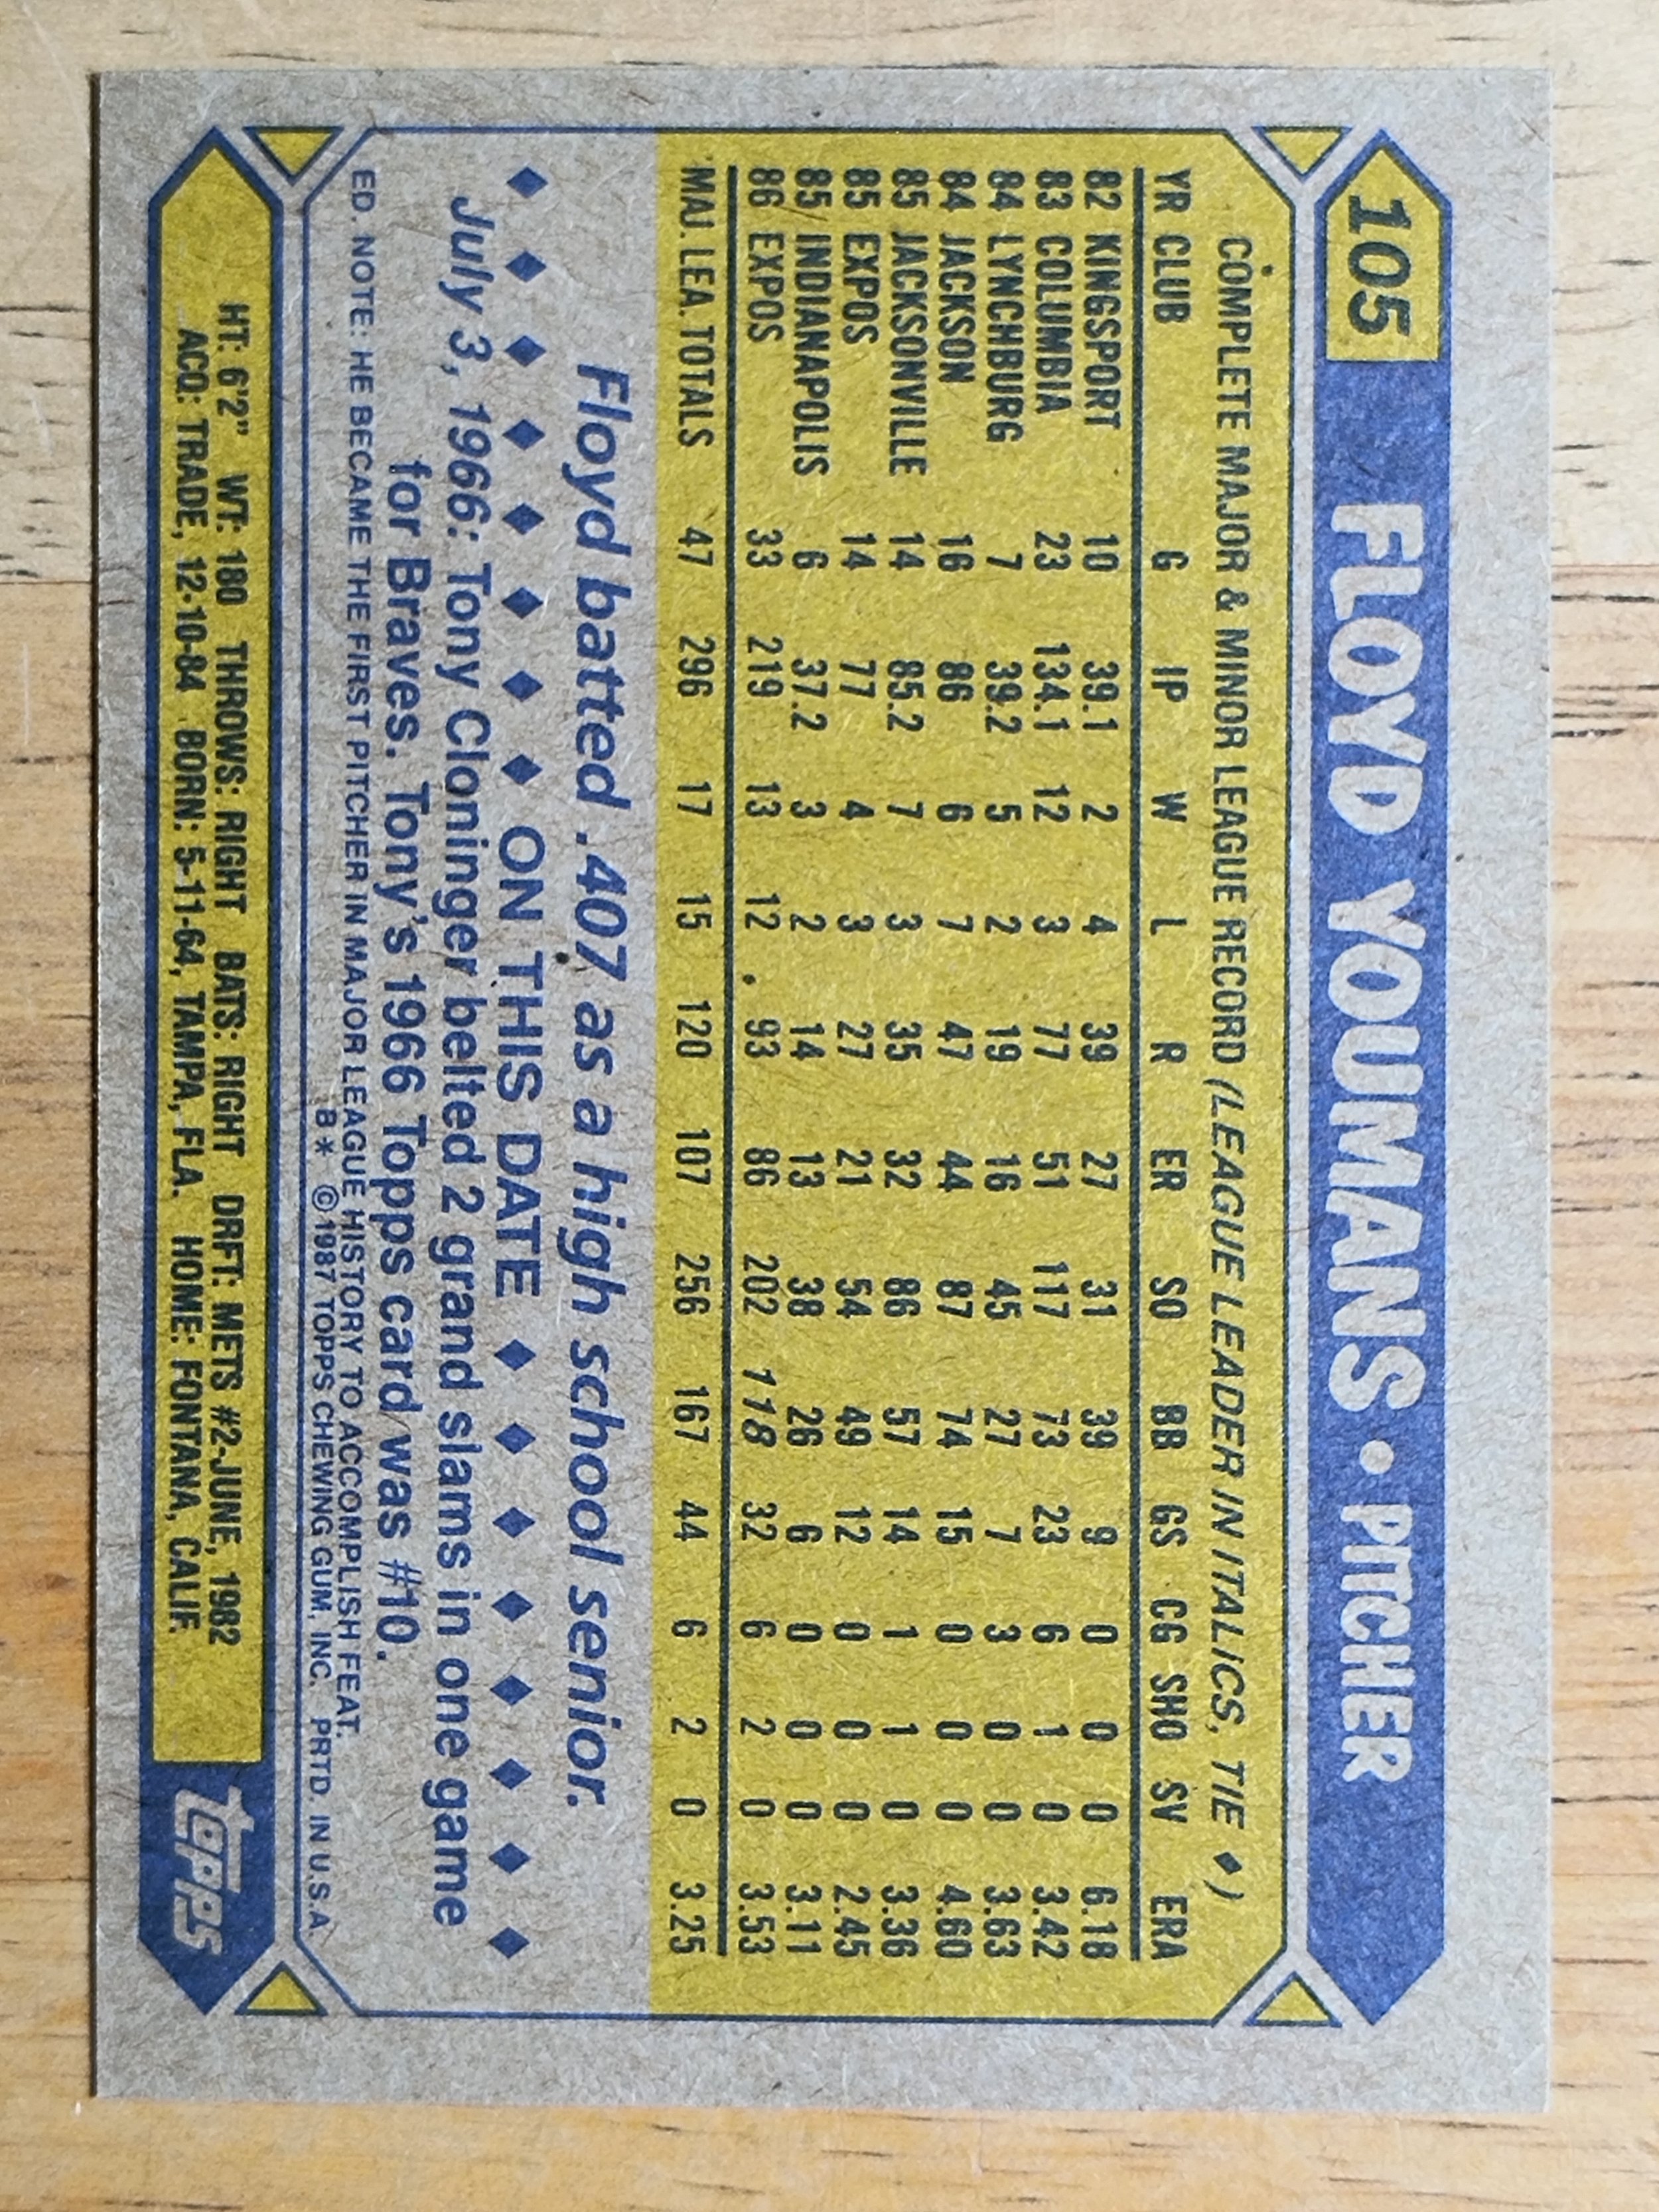 105 FLOYD YOUMANS • PITCHER
COMPLETE MAJOR & MINOR LEAGUE RECORD (LEAGUE LEADER IN ITALICS, TIE ♦)
YR CLUB G IP W L R ER SO BB GS CG SHO SV ERA
82 KINGSPORT 10 39.1 2 4 39 27 31 39 9 0 0 0 6.18
83 COLUMBIA 23 134.1 12 3 77 51 117 73 23 6 1 0 3.42
84 LYNCHBURG 7 39.2 5 2 19 16 45 27 7 3 0 0 3.63
84 JACKSON 16 86 6 7 47 44 87 74 15 0 0 0 4.60
85 JACKSONVILLE 14 85.2 7 3 35 32 86 57 14 1 1 0 3.36
85 EXPOS 14 77 4 3 27 21 54 49 12 0 0 0 2.45
85 INDIANAPOLIS 6 37.2 3 2 14 13 38 26 6 0 0 0 3.11
86 EXPOS 33 219 13 12 93 86 202 118 32 6 2 0 3.53
MAJ. LEA. TOTALS 47 296 17 15 120 107 256 167 44 6 2 0 3.25
Floyd batted .407 as a high school senior.
♦ ♦ ♦ ♦ ♦ ♦ ♦ ♦ ON THIS DATE ♦ ♦ ♦ ♦ ♦ ♦ ♦ ♦
July 3, 1966: Tony Cloninger belted 2 grand slams in one game
for Braves. Tony's 1966 Topps card was #10.
ED. NOTE: HE BECAME THE FIRST PITCHER IN MAJOR LEAGUE HISTORY TO ACCOMPLISH FEAT.
B* ©1987 TOPPS CHEWING GUM, INC. PRTD. IN U.S.A.
HT: 6'2" WT: 180 THROWS: RIGHT BATS: RIGHT DRFT: METS #2-JUNE, 1982
ACQ: TRADE, 12-10-84 BORN: 5-11-64, TAMPA, FLA. HOME: FONTANA, CALIF.
topps